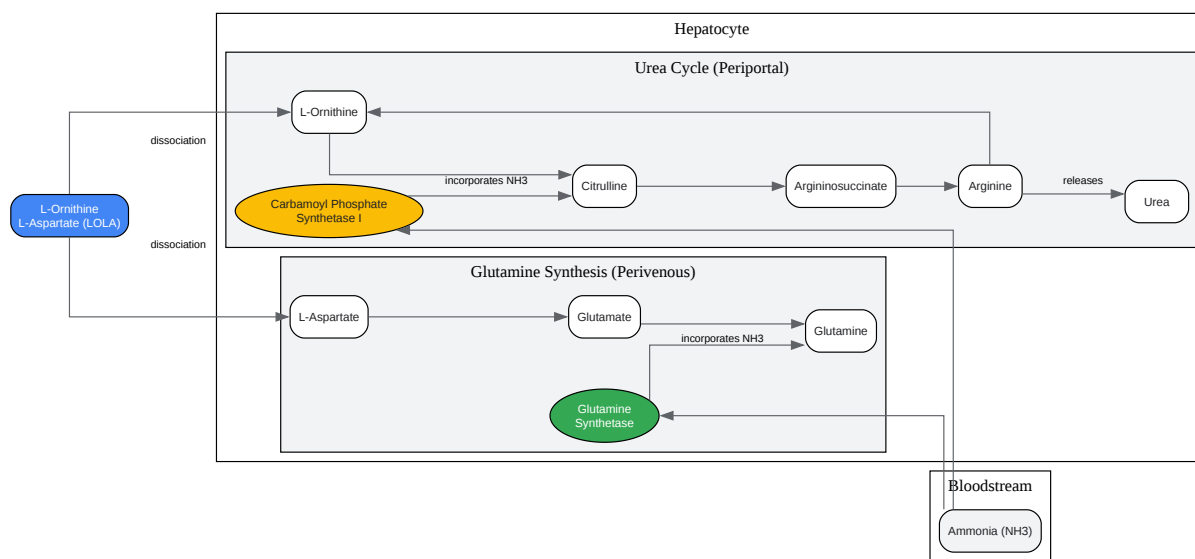 Hepatocyte
Urea Cycle (Periportal)
L-Ornithine
dissociation
incorporates NH3
Citrulline
Argininosuccinate
Arginine
releases
Urea
Carbamoyl Phosphate
Synthetase I
L-Ornithine
L-Aspartate (LOLA)
dissociation
Glutamine Synthesis (Perivenous)
L-Aspartate
Glutamate
incorporates NH3
Glutamine
Glutamine
Synthetase
Bloodstream
Ammonia (NH3)